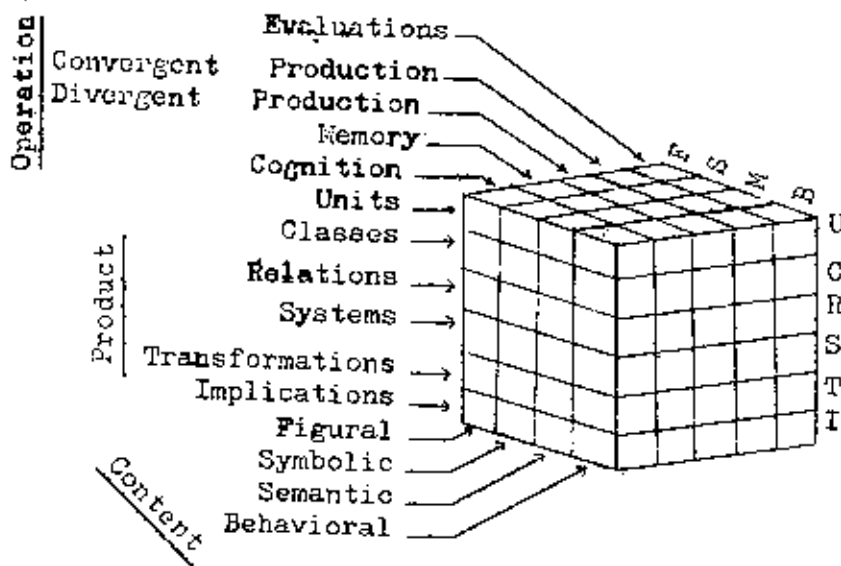 Operation
Evaluations
Convergent Production
Divergent Production
Memory
Cognition
Product
Units
Classes
Relations
Systems
Transformations
Implications
Content
Figural
Symbolic
Semantic
Behavioral
S
M
B
U
C
R
S
T
I